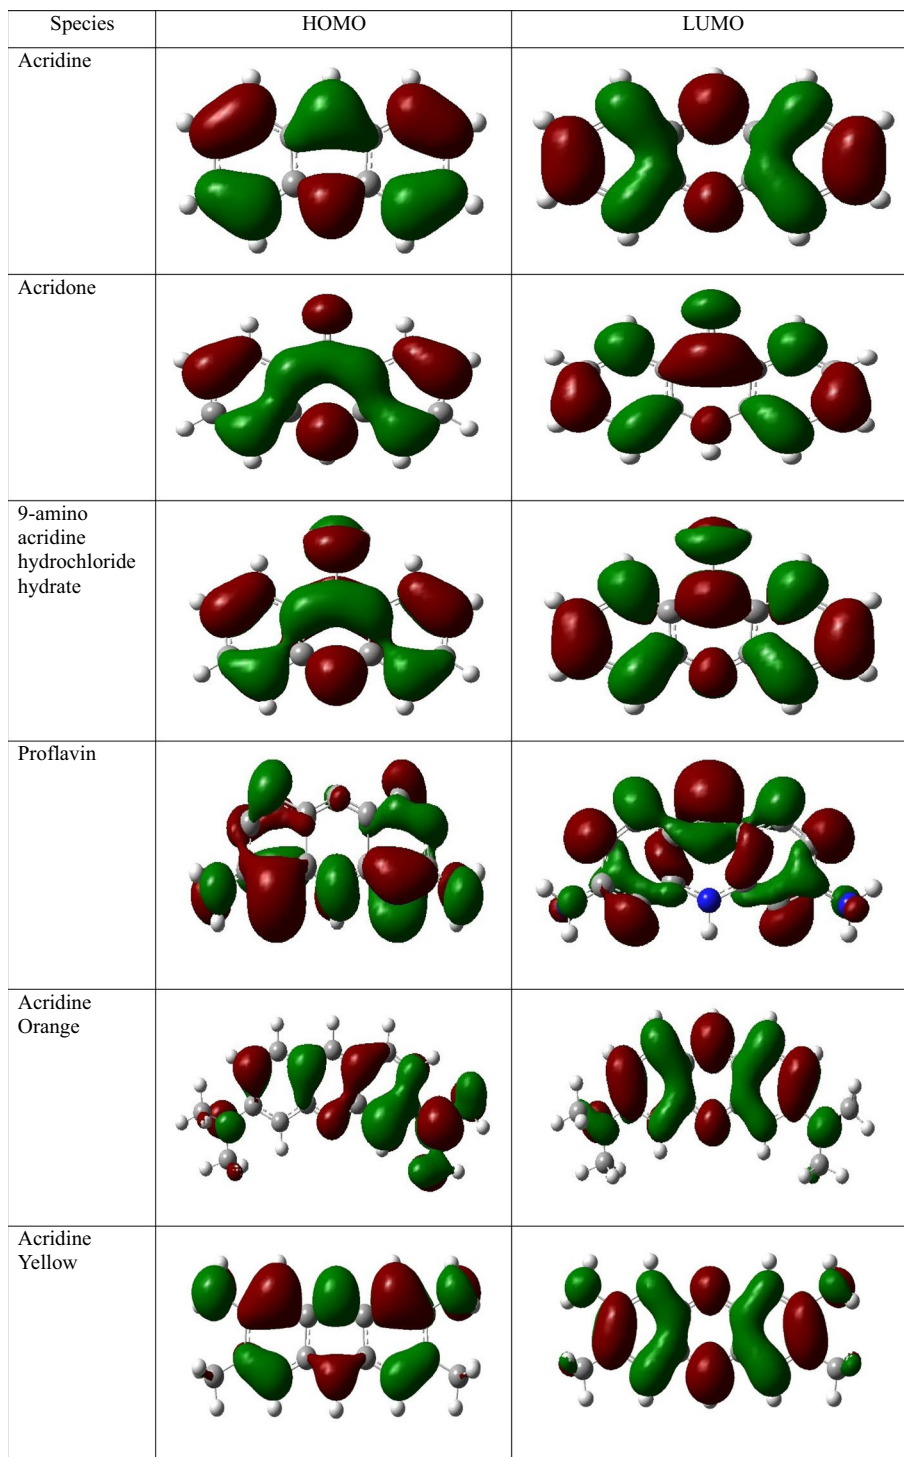 Species
HOMO
LUMO
Acridine
Acridone
9-amino
acridine
hydrochloride
hydrate
Proflavin
Acridine
Orange
Acridine
Yellow